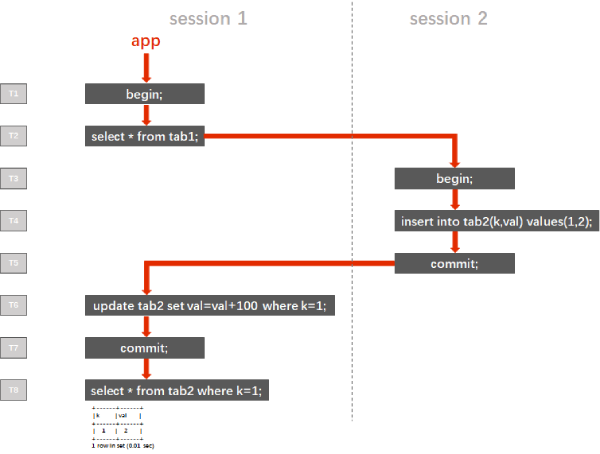 session 1
session 2
app
T1
begin;
T2
select * from tab1;
T3
begin;
T4
insert into tab2(k,val) values(1,2);
T5
commit;
T6
update tab2 set val=val+100 where k=1;
T7
commit;
T8
select * from tab2 where k=1;
+------+------+
|k |val |
+------+------+
| 1 | 2 |
+------+------+
1 row in set (0.01 sec)